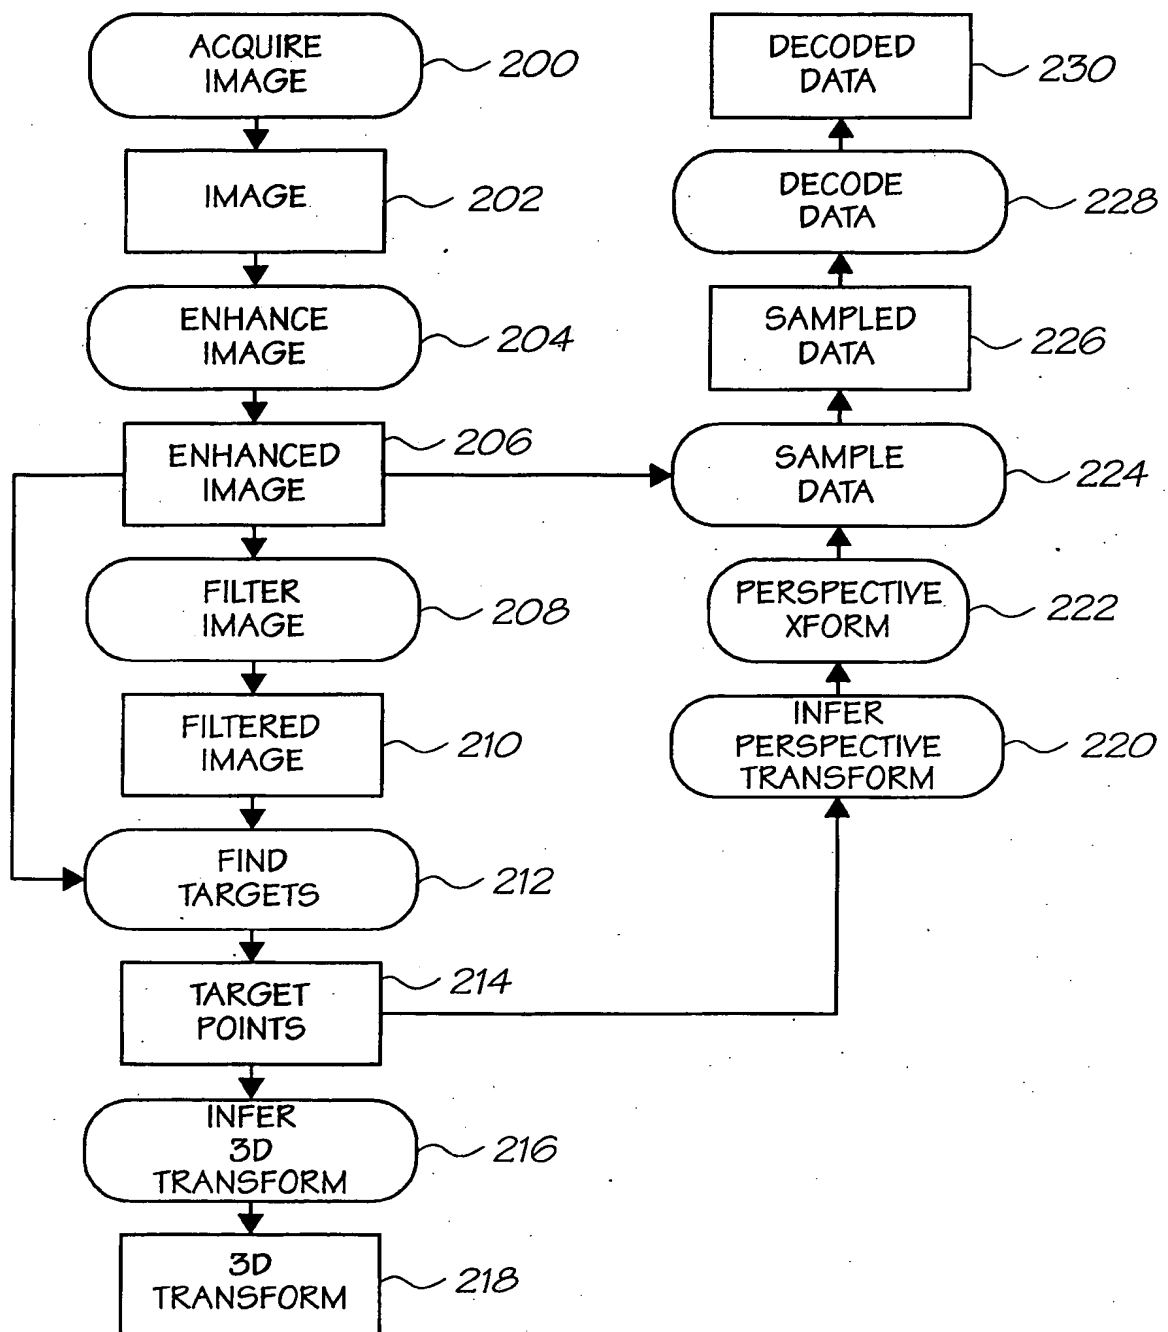 ACQUIRE
IMAGE
200
IMAGE
202
ENHANCE
IMAGE
204
ENHANCED
IMAGE
206
FILTER
IMAGE
208
FILTERED
IMAGE
210
FIND
TARGETS
212
TARGET
POINTS
214
INFER
3D
TRANSFORM
216
3D
TRANSFORM
218
DECODED
DATA
230
DECODE
DATA
228
SAMPLED
DATA
226
SAMPLE
DATA
224
PERSPECTIVE
XFORM
222
INFER
PERSPECTIVE
TRANSFORM
220